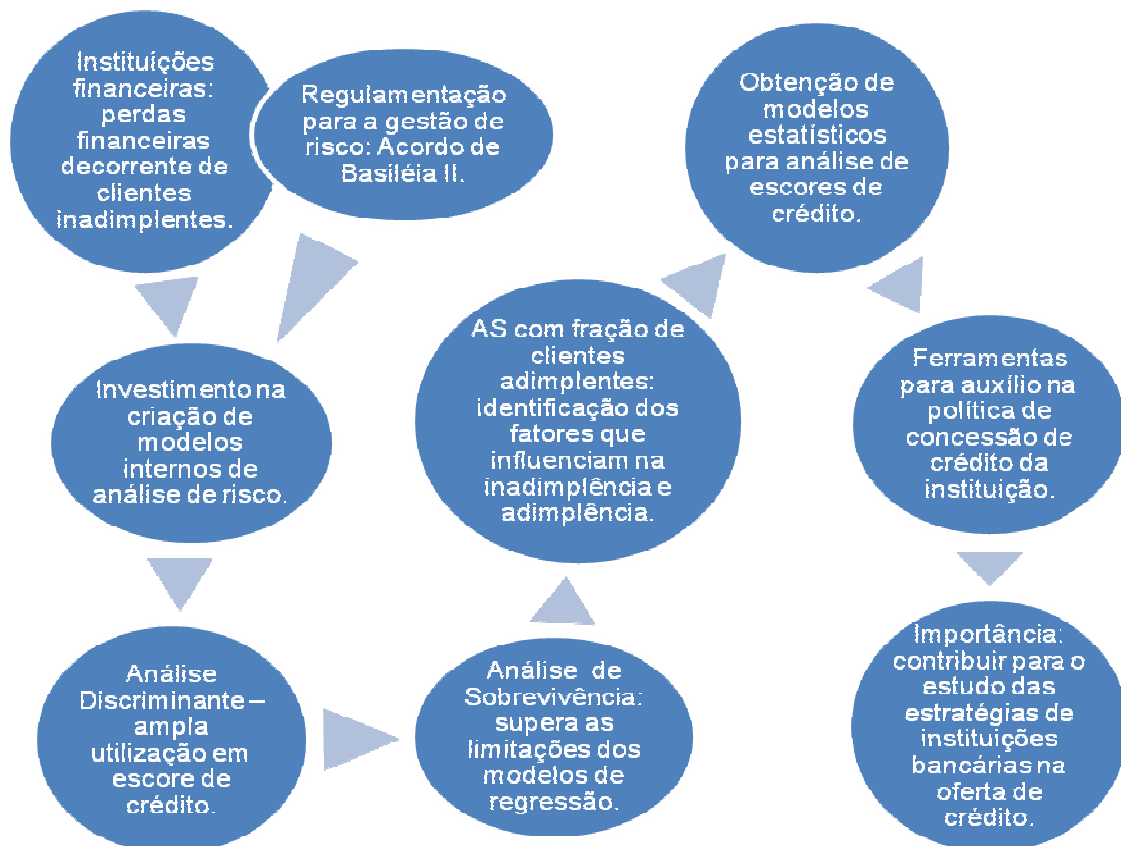 Instituições
financeiras:
perdas
financeiras
decorrente de
clientes
inadimplentes.
Regulamentação
para a gestão de
risco: Acordo de
Basiléia II.
Investimento na
criação de
modelos
internos de
análise de risco.
Análise
Discriminante –
ampla
utilização em
escore de
crédito.
Análise de
Sobrevivência:
supera as
limitações dos
modelos de
regressão.
AS com fração de
clientes
adimplentes:
identificação dos
fatores que
influenciam na
inadimplência e
adimplência.
Obtenção de
modelos
estatísticos
para análise de
escores de
crédito.
Ferramentas
para auxílio na
política de
concessão de
crédito da
instituição.
Importância:
contribuir para o
estudo das
estratégias de
instituições
bancárias na
oferta de
crédito.